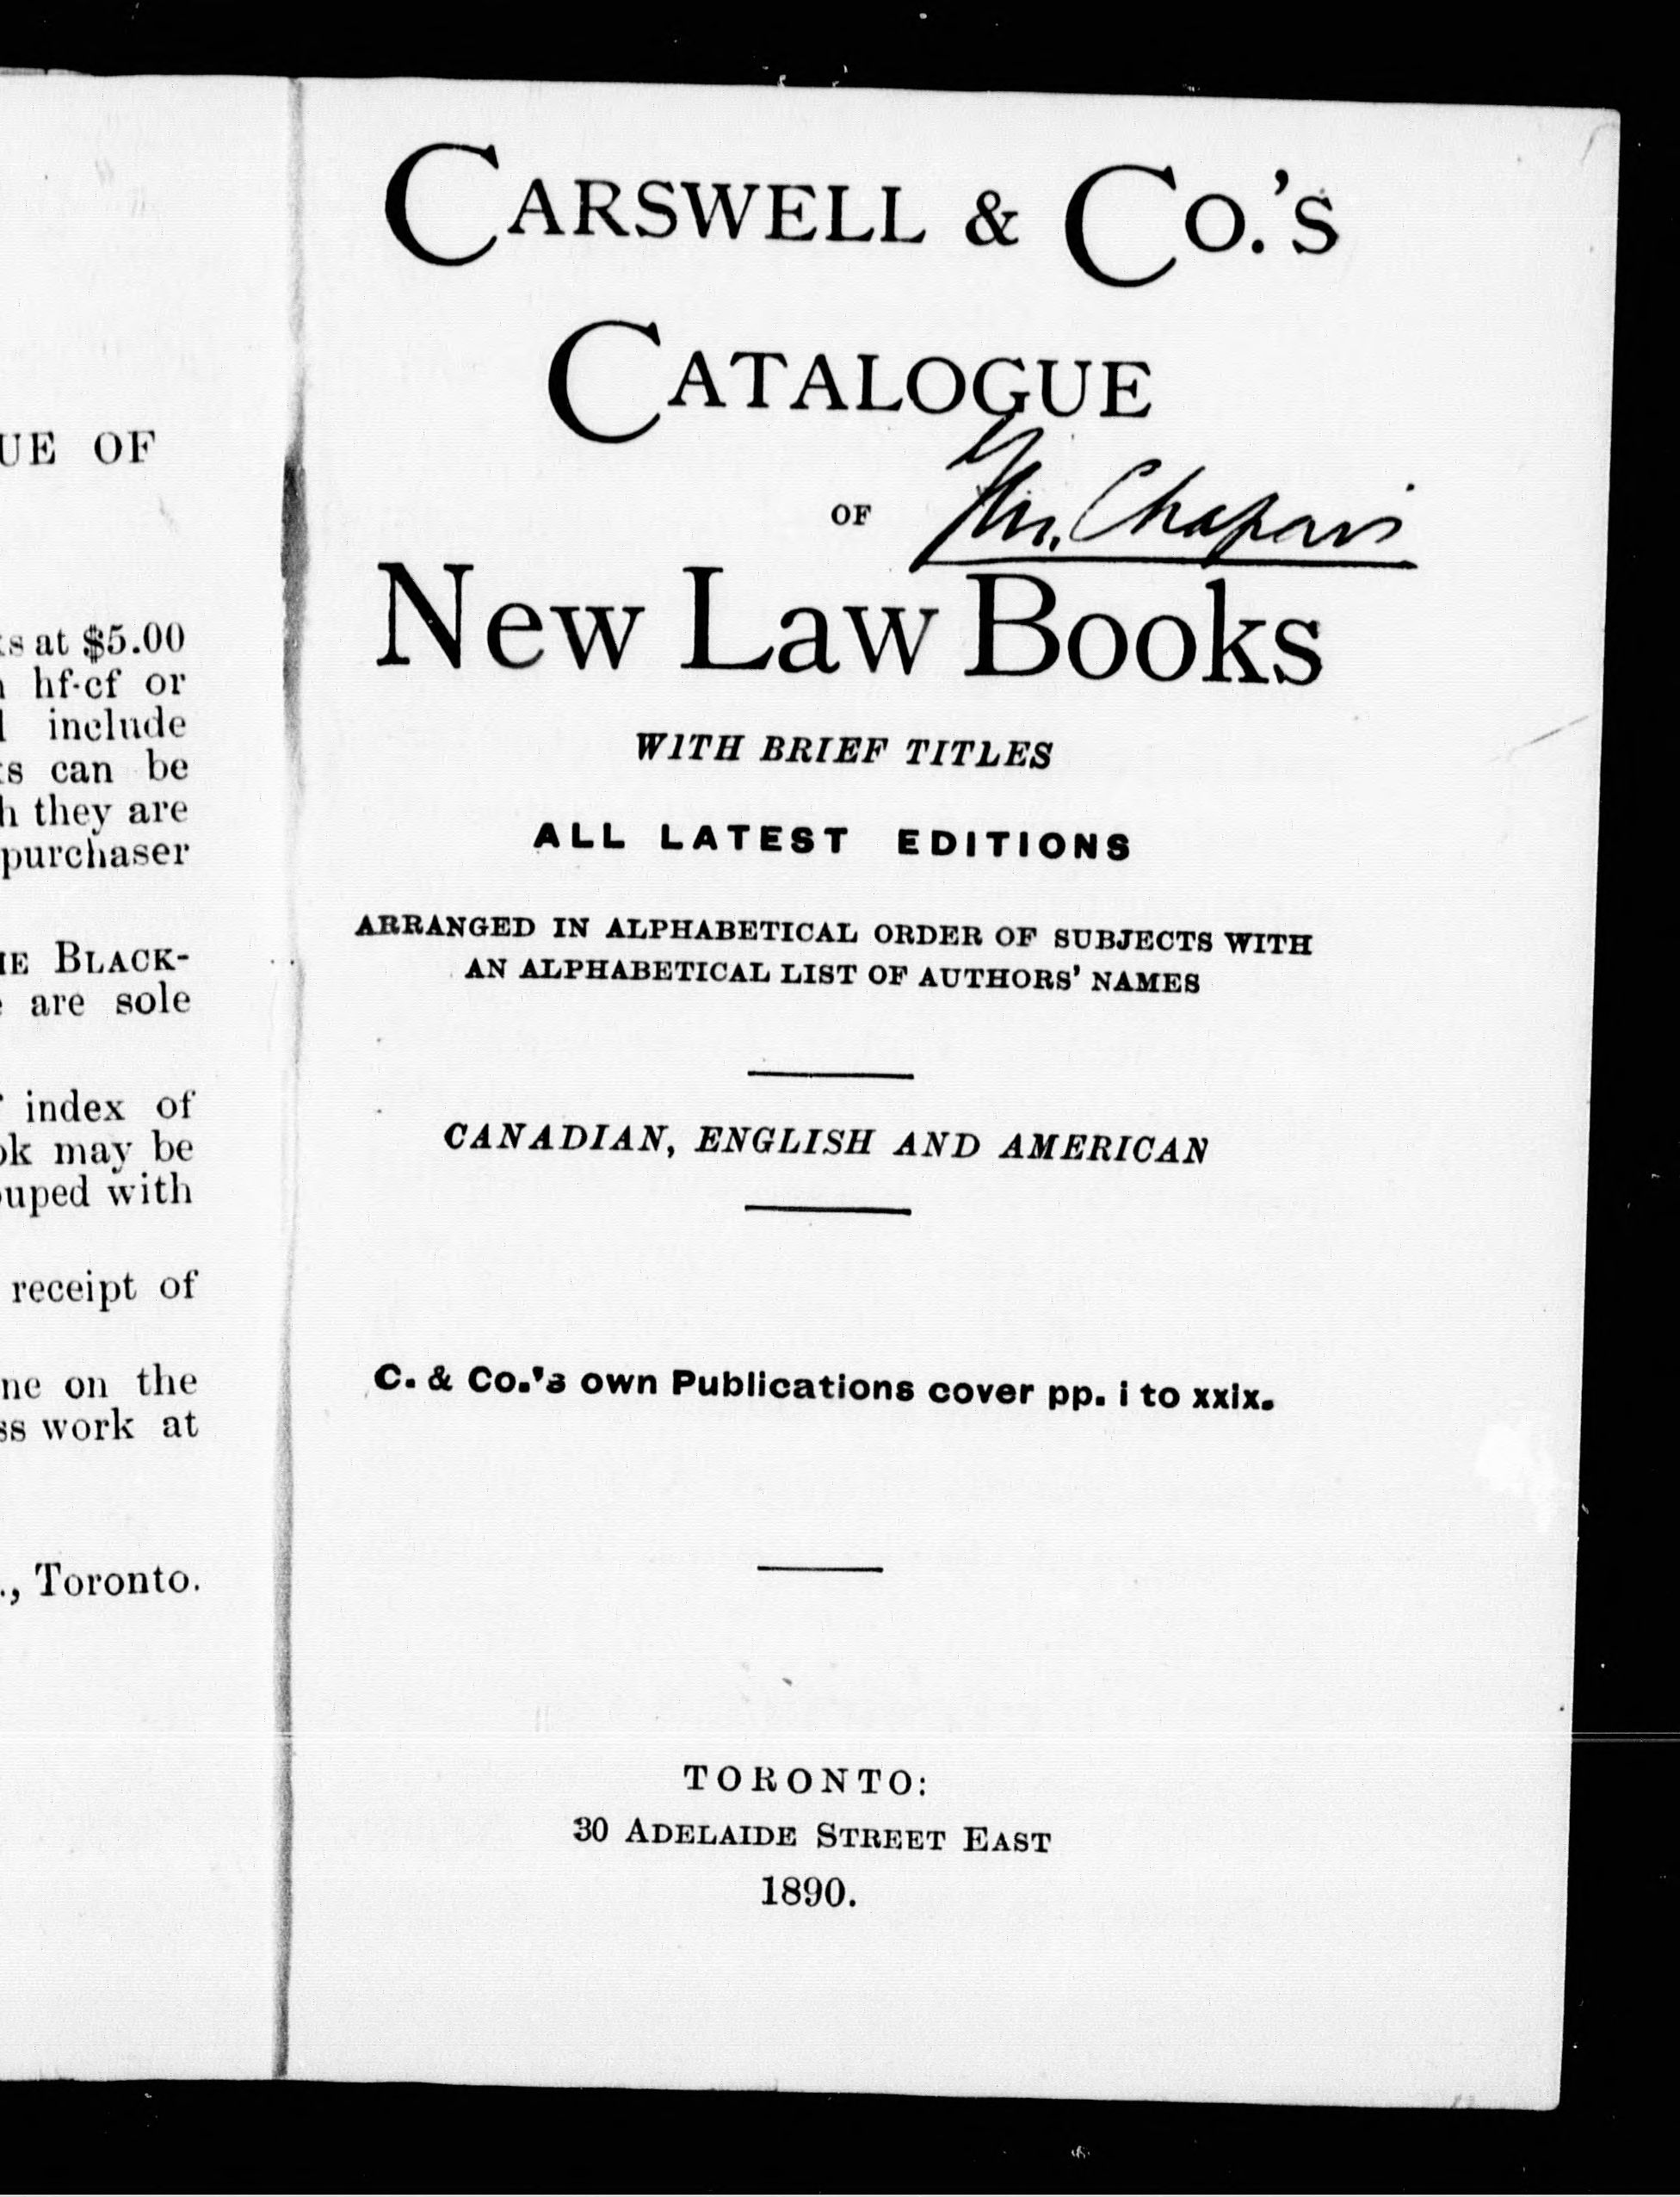 UE OF
s at $5.00
hf-cf or
include
s can be
h they are
purchaser
BLACK-
are sole
index of
ok may be
ouped with
receipt of
ne on the
ss work at
., Toronto.
CARSWELL & CO.'S
CATALOGUE
OF
NEW LAW BOOKS
WITH BRIEF TITLES
ALL LATEST EDITIONS
ARRANGED IN ALPHABETICAL ORDER OF SUBJECTS WITH
AN ALPHABETICAL LIST OF AUTHORS' NAMES
CANADIAN, ENGLISH AND AMERICAN
C. & Co.'s own Publications cover pp. i to xxix.
TORONTO:
30 ADELAIDE STREET EAST
1890.